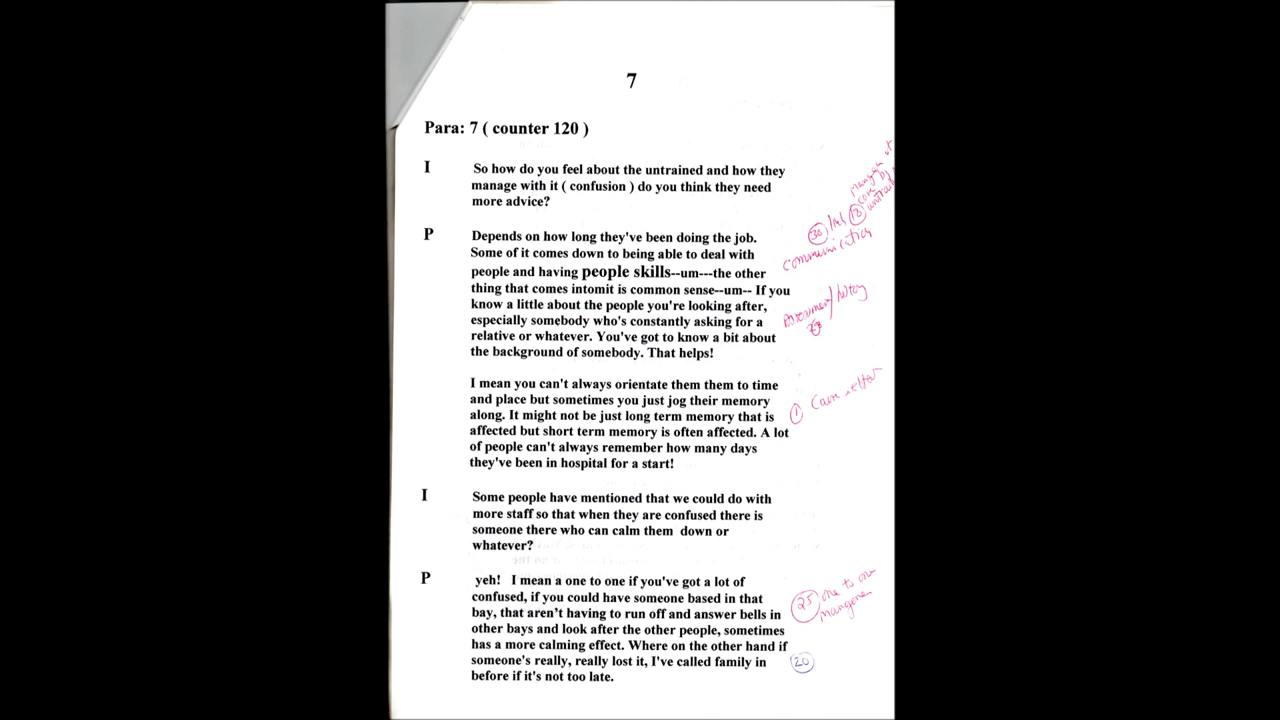 7
Para: 7 ( counter 120 )
I So how do you feel about the untrained and how they
manage with it ( confusion ) do you think they need
more advice?
P Depends on how long they've been doing the job.
Some of it comes down to being able to deal with
people and having people skills--um---the other
thing that comes intomit is common sense--um-- If you
know a little about the people you're looking after,
especially somebody who's constantly asking for a
relative or whatever. You've got to know a bit about
the background of somebody. That helps!
I mean you can't always orientate them them to time
and place but sometimes you just jog their memory
along. It might not be just long term memory that is
affected but short term memory is often affected. A lot
of people can't always remember how many days
they've been in hospital for a start!
I Some people have mentioned that we could do with
more staff so that when they are confused there is
someone there who can calm them down or
whatever?
P yeh! I mean a one to one if you've got a lot of
confused, if you could have someone based in that
bay, that aren't having to run off and answer bells in
other bays and look after the other people, sometimes
has a more calming effect. Where on the other hand if
someone's really, really lost it, I've called family in
before if it's not too late.
30 link 18
communication
Assessment/history
1
25 one to one
20